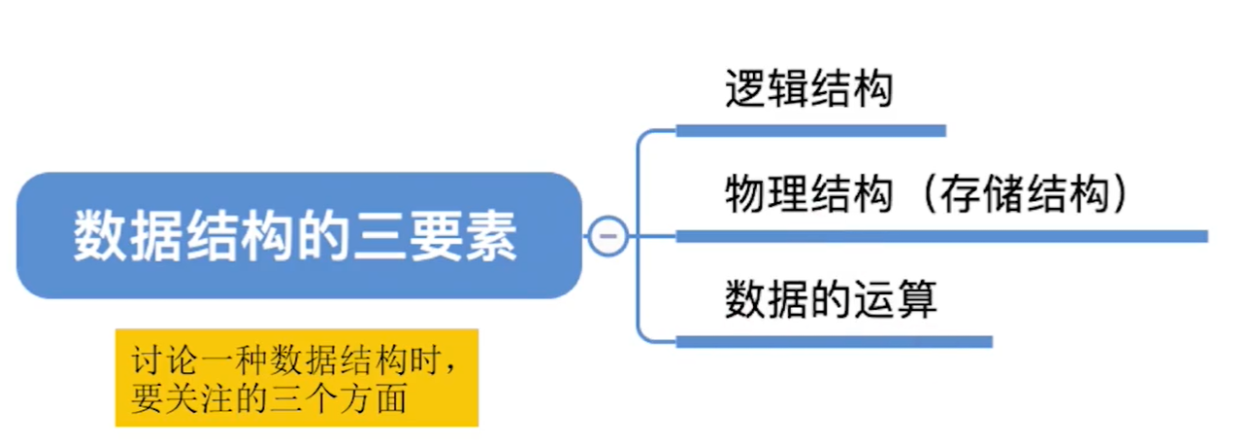 数据结构的三要素
逻辑结构
物理结构（存储结构）
数据的运算
讨论一种数据结构时，
要关注的三个方面